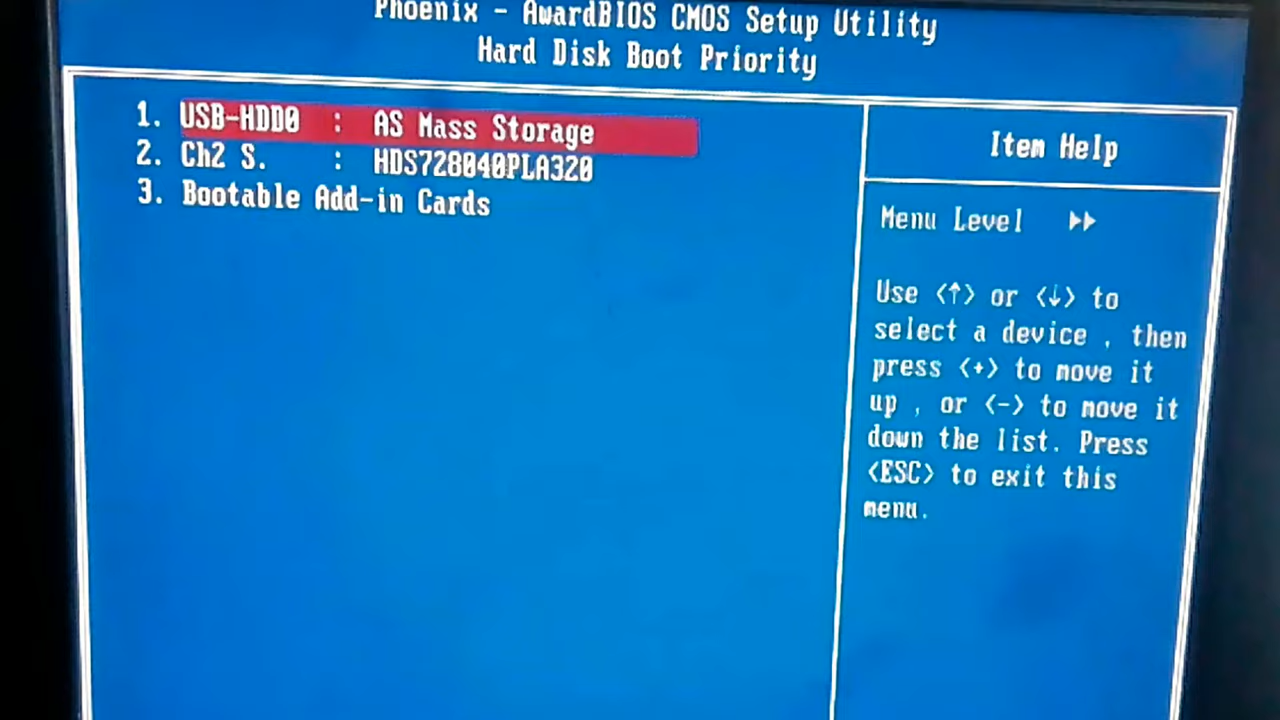 Phoenix - AwardBIOS CMOS Setup Utility
Hard Disk Boot Priority
1. USB-HDD0 : AS Mass Storage
2. Ch2 S. : HDS728040PLA320
3. Bootable Add-in Cards
Item Help
Menu Level ▸▸
Use <↑> or <↓> to
select a device , then
press <+> to move it
up , or <-> to move it
down the list. Press
<ESC> to exit this
menu.